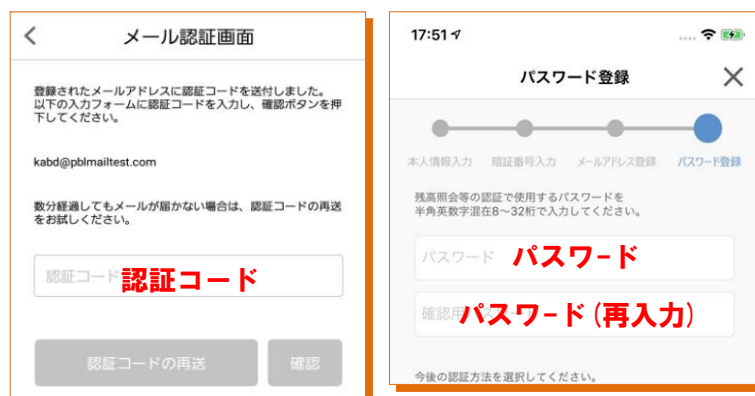 メール認証画面
登録されたメールアドレスに認証コードを送付しました。
以下の入力フォームに認証コードを入力し、確認ボタンを押
下してください。
kabd@pblmailtest.com
数分経過してもメールが届かない場合は、認証コードの再送
をお試しください。
認証コード
認証コード
認証コードの再送
確認
17:51
パスワード登録
本人情報入力
暗証番号入力
メールアドレス登録
パスワード登録
残高照会等の認証で使用するパスワードを
半角英数字混在8～32桁で入力してください。
パスワード
パスワード
確認用
パスワード(再入力)
今後の認証方法を選択してください。